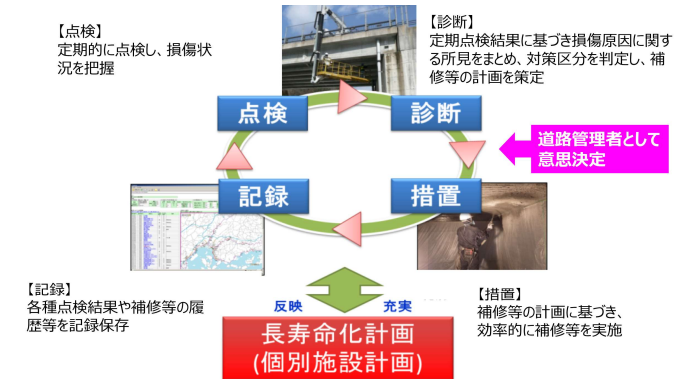 【点検】
定期的に点検し、損傷状
況を把握
【診断】
定期点検結果に基づき損傷原因に関す
る所見をまとめ、対策区分を判定し、補
修等の計画を策定
点検
診断
道路管理者として
意思決定
記録
措置
【記録】
各種点検結果や補修等の履
歴等を記録保存
【措置】
補修等の計画に基づき、
効率的に補修等を実施
反映
充実
長寿命化計画
(個別施設計画)